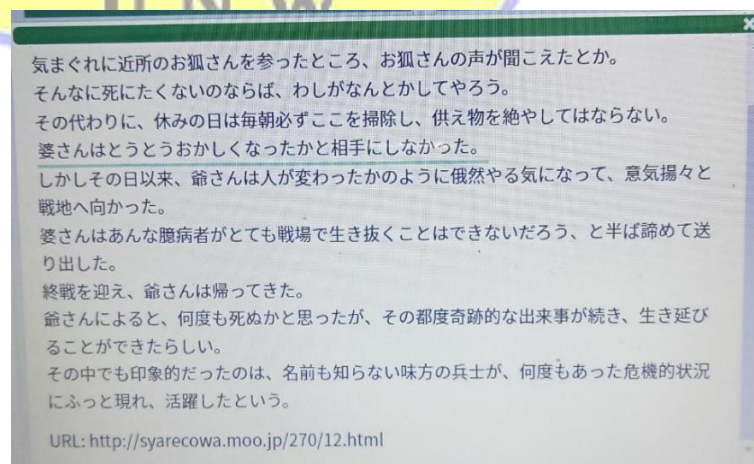 気まぐれに近所のお狐さんを参ったところ、お狐さんの声が聞こえたとか。
そんなに死にたくないのならば、わしがなんとかしてやろう。
その代わりに、休みの日は毎朝必ずここを掃除し、供え物を絶やしてはならない。
婆さんはとうとうおかしくなったかと相手にしなかった。
しかしその日以来、爺さんは人が変わったかのように俄然やる気になって、意気揚々と
戦地へ向かった。
婆さんはあんな臆病者がとても戦場で生き抜くことはできないだろう、と半ば諦めて送
り出した。
終戦を迎え、爺さんは帰ってきた。
爺さんによると、何度も死ぬかと思ったが、その都度奇跡的な出来事が続き、生き延び
ることができたらしい。
その中でも印象的だったのは、名前も知らない味方の兵士が、何度もあった危機的状況
にふっと現れ、活躍したという。
URL: http://syarecowa.moo.jp/270/12.html